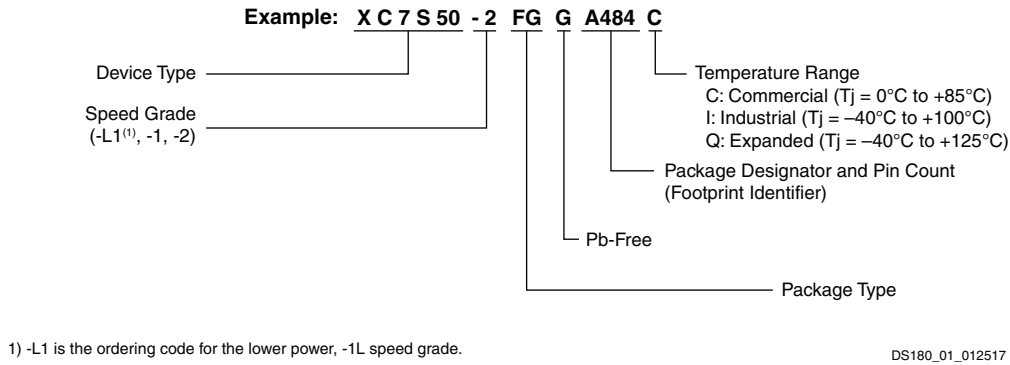 Example: X C 7 S 50 - 2 FG G A484 C
Device Type
Temperature Range
C: Commercial (Tj = 0°C to +85°C)
Speed Grade
I: Industrial (Tj = –40°C to +100°C)
(-L1(1), -1, -2)
Q: Expanded (Tj = –40°C to +125°C)
Package Designator and Pin Count
(Footprint Identifier)
Pb-Free
Package Type
1) -L1 is the ordering code for the lower power, -1L speed grade.
DS180_01_012517